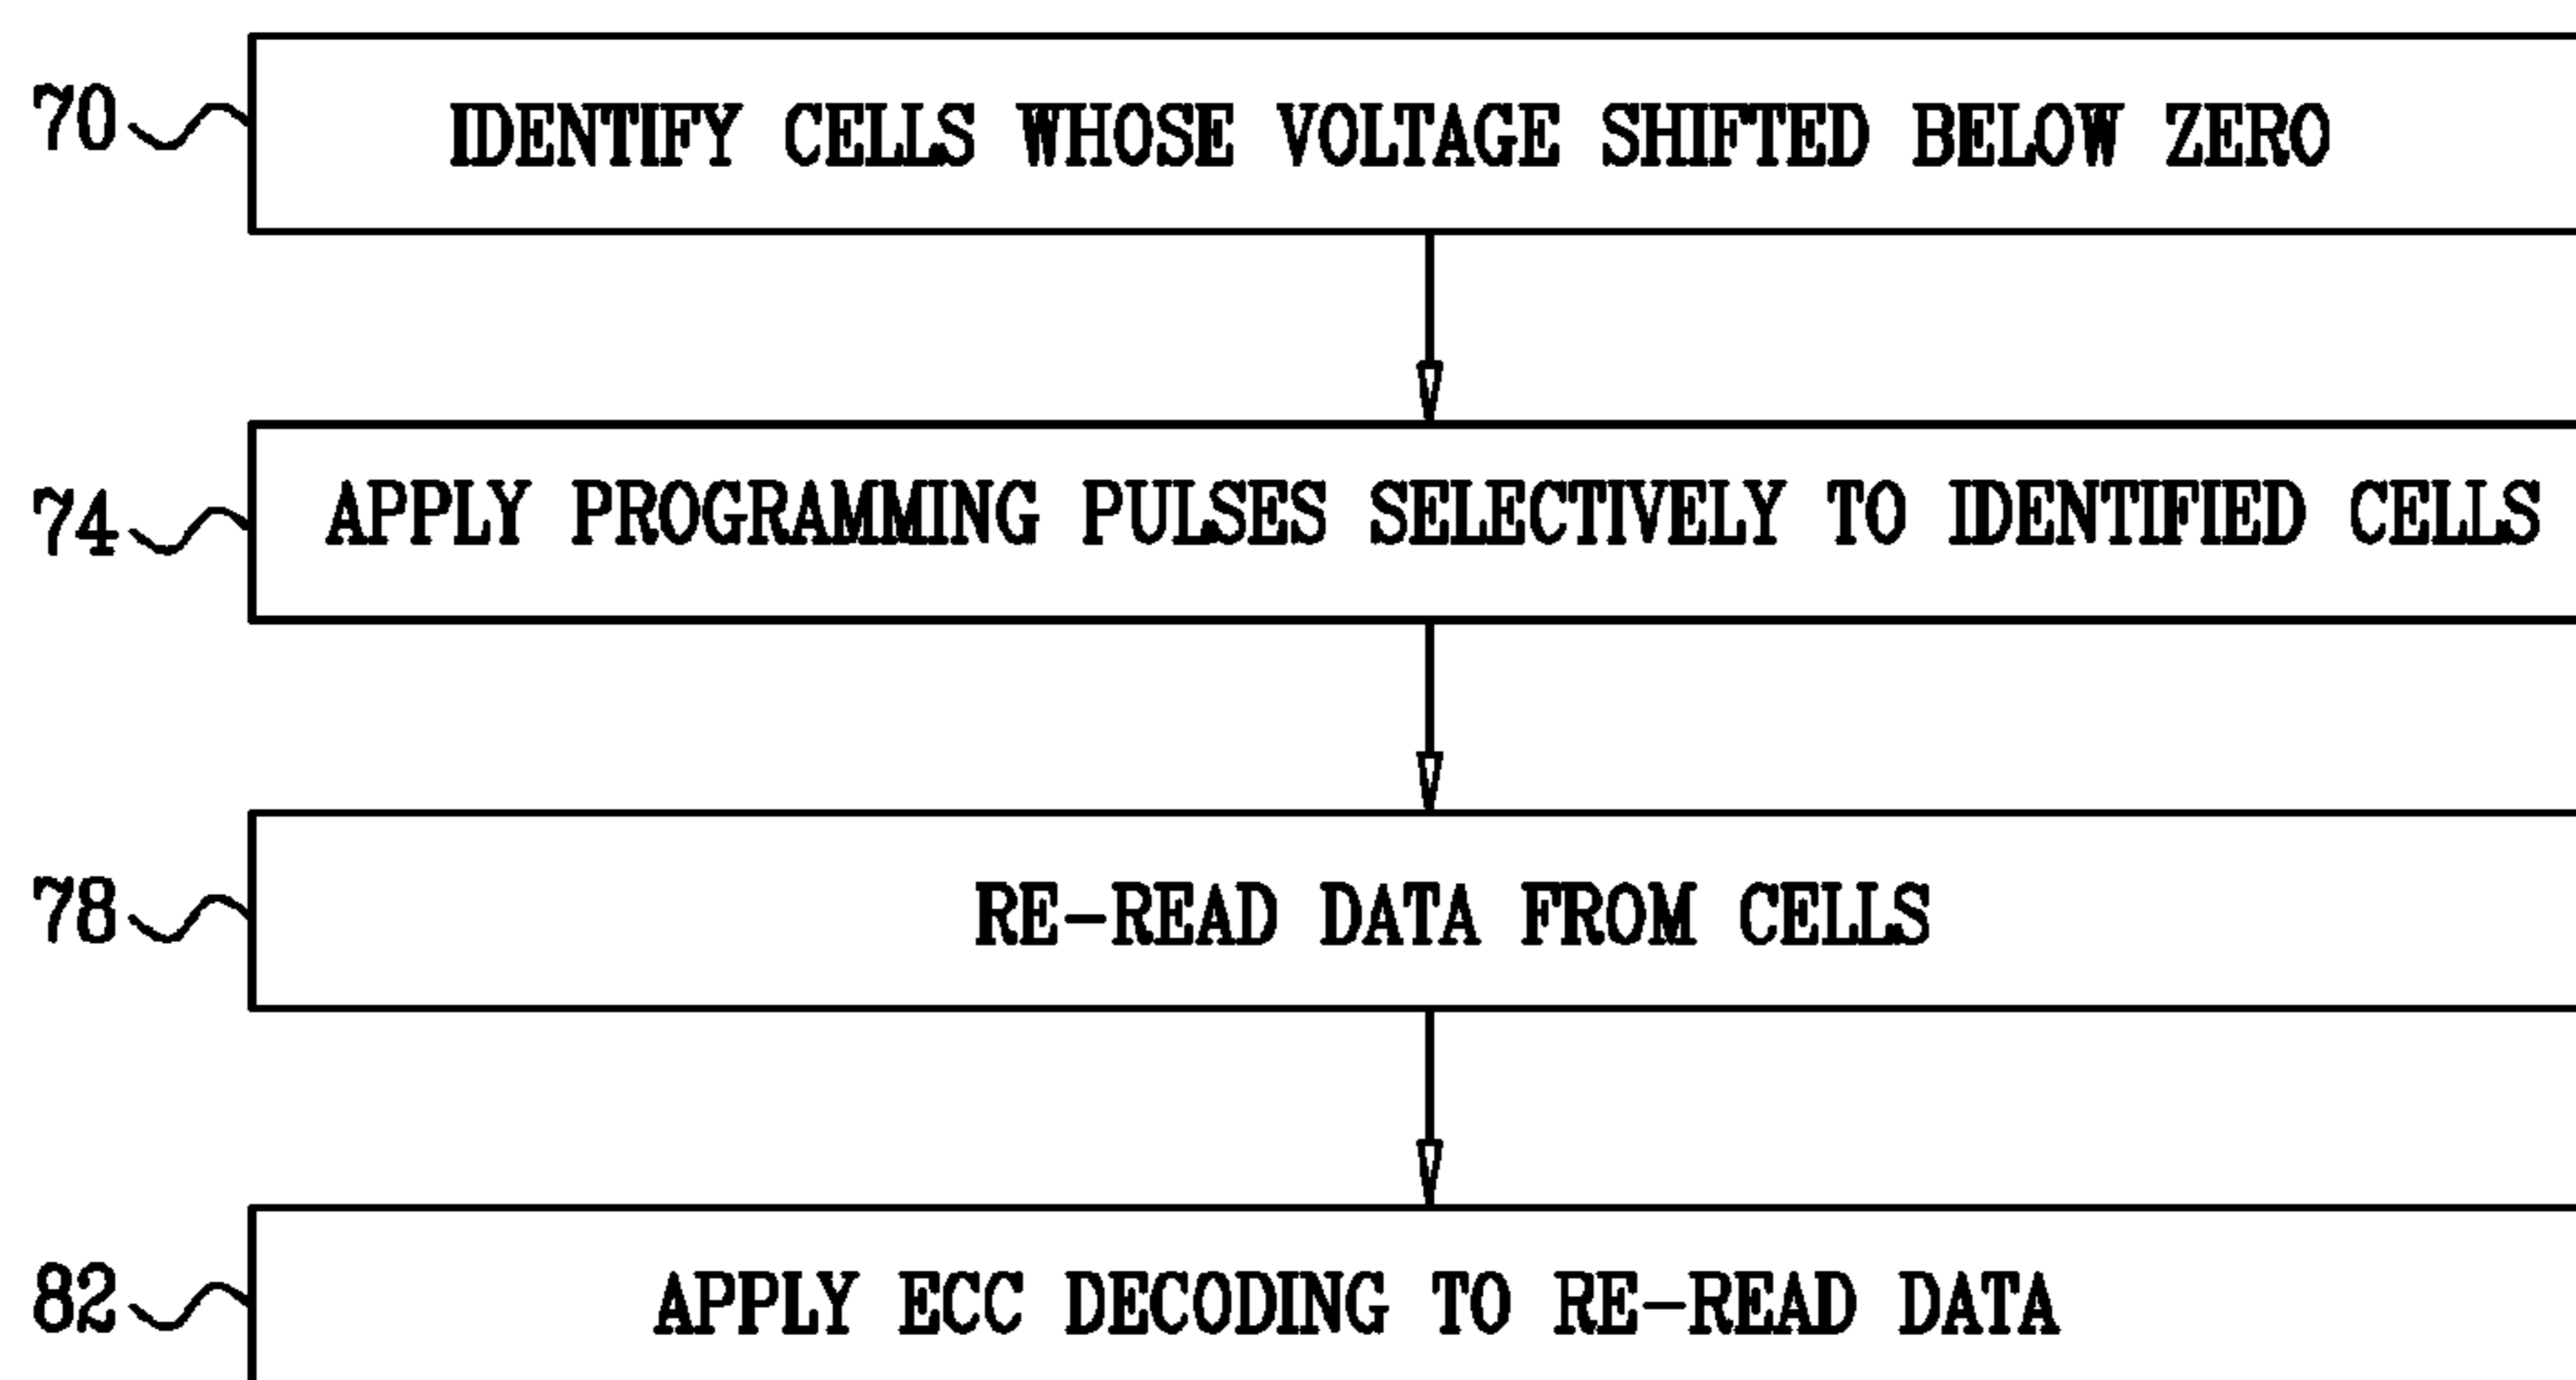 70 IDENTIFY CELLS WHOSE VOLTAGE SHIFTED BELOW ZERO
74 APPLY PROGRAMMING PULSES SELECTIVELY TO IDENTIFIED CELLS
78 RE-READ DATA FROM CELLS
82 APPLY ECC DECODING TO RE-READ DATA